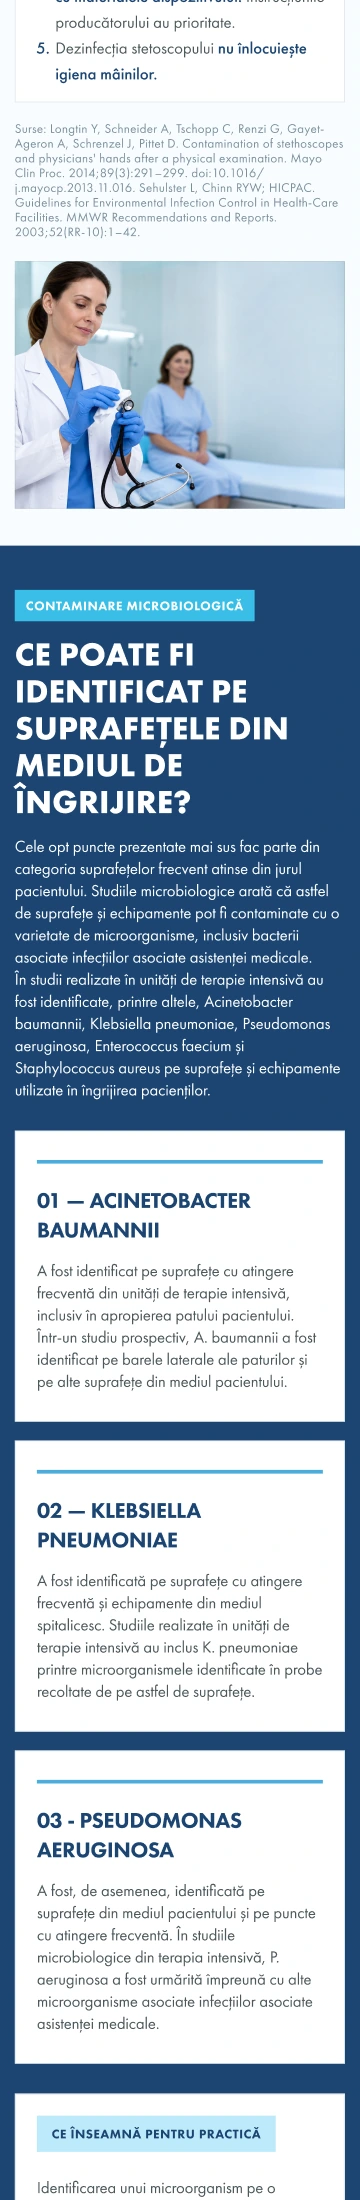 producătorului au prioritate.
5. Dezinfecția stetoscopului nu înlocuiește
igiena mâinilor.
Surse: Longtin Y, Schneider A, Tschopp C, Renzi G, Gayet-
Ageron A, Schrenzel J, Pittet D. Contamination of stethoscopes
and physicians' hands after a physical examination. Mayo
Clin Proc. 2014;89(3):291–299. doi:10.1016/
j.mayocp.2013.11.016. Sehulster L, Chinn RYW; HICPAC.
Guidelines for Environmental Infection Control in Health-Care
Facilities. MMWR Recommendations and Reports.
2003;52(RR-10):1–42.
CONTAMINARE MICROBIOLOGICĂ
CE POATE FI
IDENTIFICAT PE
SUPRAFEȚELE DIN
MEDIUL DE
ÎNGRIJIRE?
Cele opt puncte prezentate mai sus fac parte din
categoria suprafețelor frecvent atinse din jurul
pacientului. Studiile microbiologice arată că astfel
de suprafețe și echipamente pot fi contaminate cu o
varietate de microorganisme, inclusiv bacterii
asociate infecțiilor asociate asistenței medicale.
În studii realizate în unități de terapie intensivă au
fost identificate, printre altele, Acinetobacter
baumannii, Klebsiella pneumoniae, Pseudomonas
aeruginosa, Enterococcus faecium și
Staphylococcus aureus pe suprafețe și echipamente
utilizate în îngrijirea pacienților.
01 — ACINETOBACTER
BAUMANNII
A fost identificat pe suprafețe cu atingere
frecventă din unități de terapie intensivă,
inclusiv în apropierea patului pacientului.
Într-un studiu prospectiv, A. baumannii a fost
identificat pe barele laterale ale paturilor și
pe alte suprafețe din mediul pacientului.
02 — KLEBSIELLA
PNEUMONIAE
A fost identificată pe suprafețe cu atingere
frecventă și echipamente din mediul
spitalicesc. Studiile realizate în unități de
terapie intensivă au inclus K. pneumoniae
printre microorganismele identificate în probe
recoltate de pe astfel de suprafețe.
03 - PSEUDOMONAS
AERUGINOSA
A fost, de asemenea, identificată pe
suprafețe din mediul pacientului și pe puncte
cu atingere frecventă. În studiile
microbiologice din terapia intensivă, P.
aeruginosa a fost urmărită împreună cu alte
microorganisme asociate infecțiilor asociate
asistenței medicale.
CE ÎNSEAMNĂ PENTRU PRACTICĂ
Identificarea unui microorganism pe o